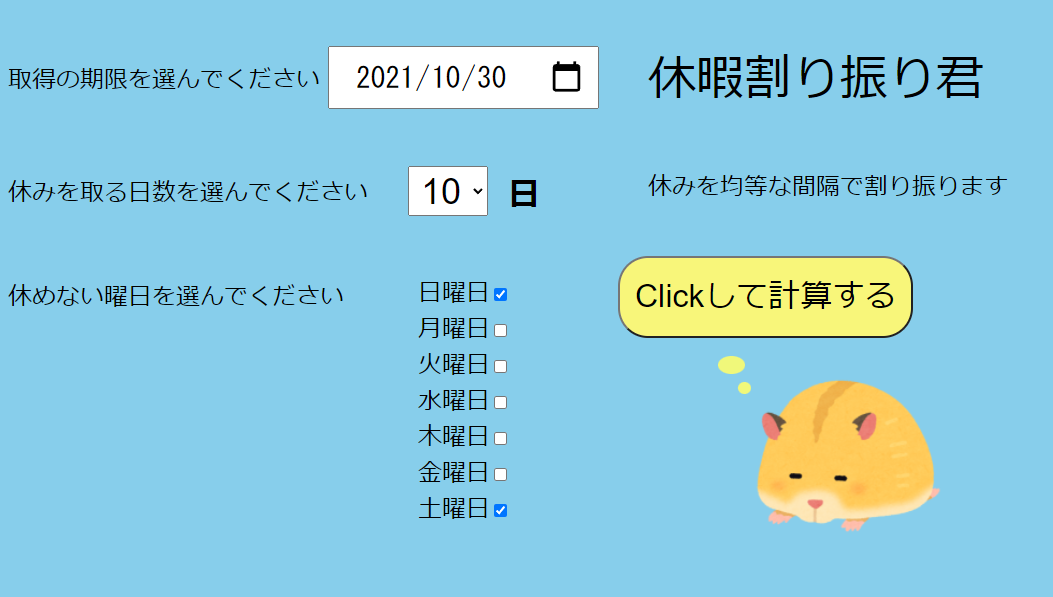 取得の期限を選んでください 2021/10/30
休暇割り振り君
休みを取る日数を選んでください 10 日
休みを均等な間隔で割り振ります
休めない曜日を選んでください
日曜日
月曜日
火曜日
水曜日
木曜日
金曜日
土曜日
Clickして計算する